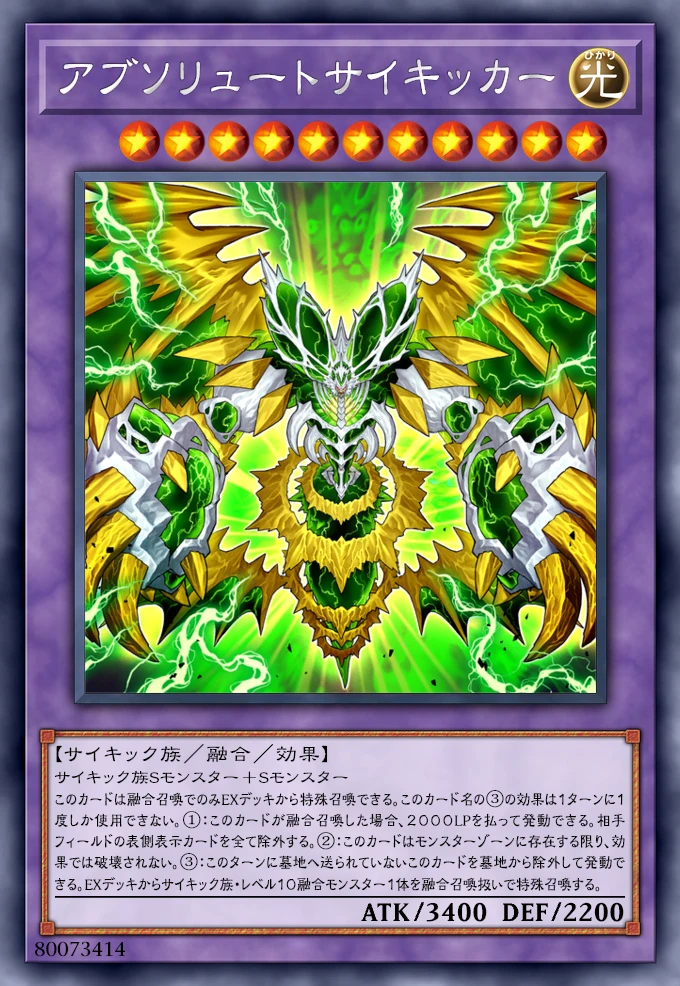 アブソリュートサイキッカー
ひかり
光
【サイキック族／融合／効果】
サイキック族Sモンスター＋Sモンスター
このカードは融合召喚でのみEXデッキから特殊召喚できる。このカード名の③の効果は1ターンに1
度しか使用できない。①：このカードが融合召喚した場合、2000LPを払って発動できる。相手
フィールドの表側表示カードを全て除外する。②：このカードはモンスターゾーンに存在する限り、効
果では破壊されない。③：このターンに墓地へ送られていないこのカードを墓地から除外して発動で
きる。EXデッキからサイキック族・レベル10融合モンスター1体を融合召喚扱いで特殊召喚する。
ATK/3400 DEF/2200
80073414